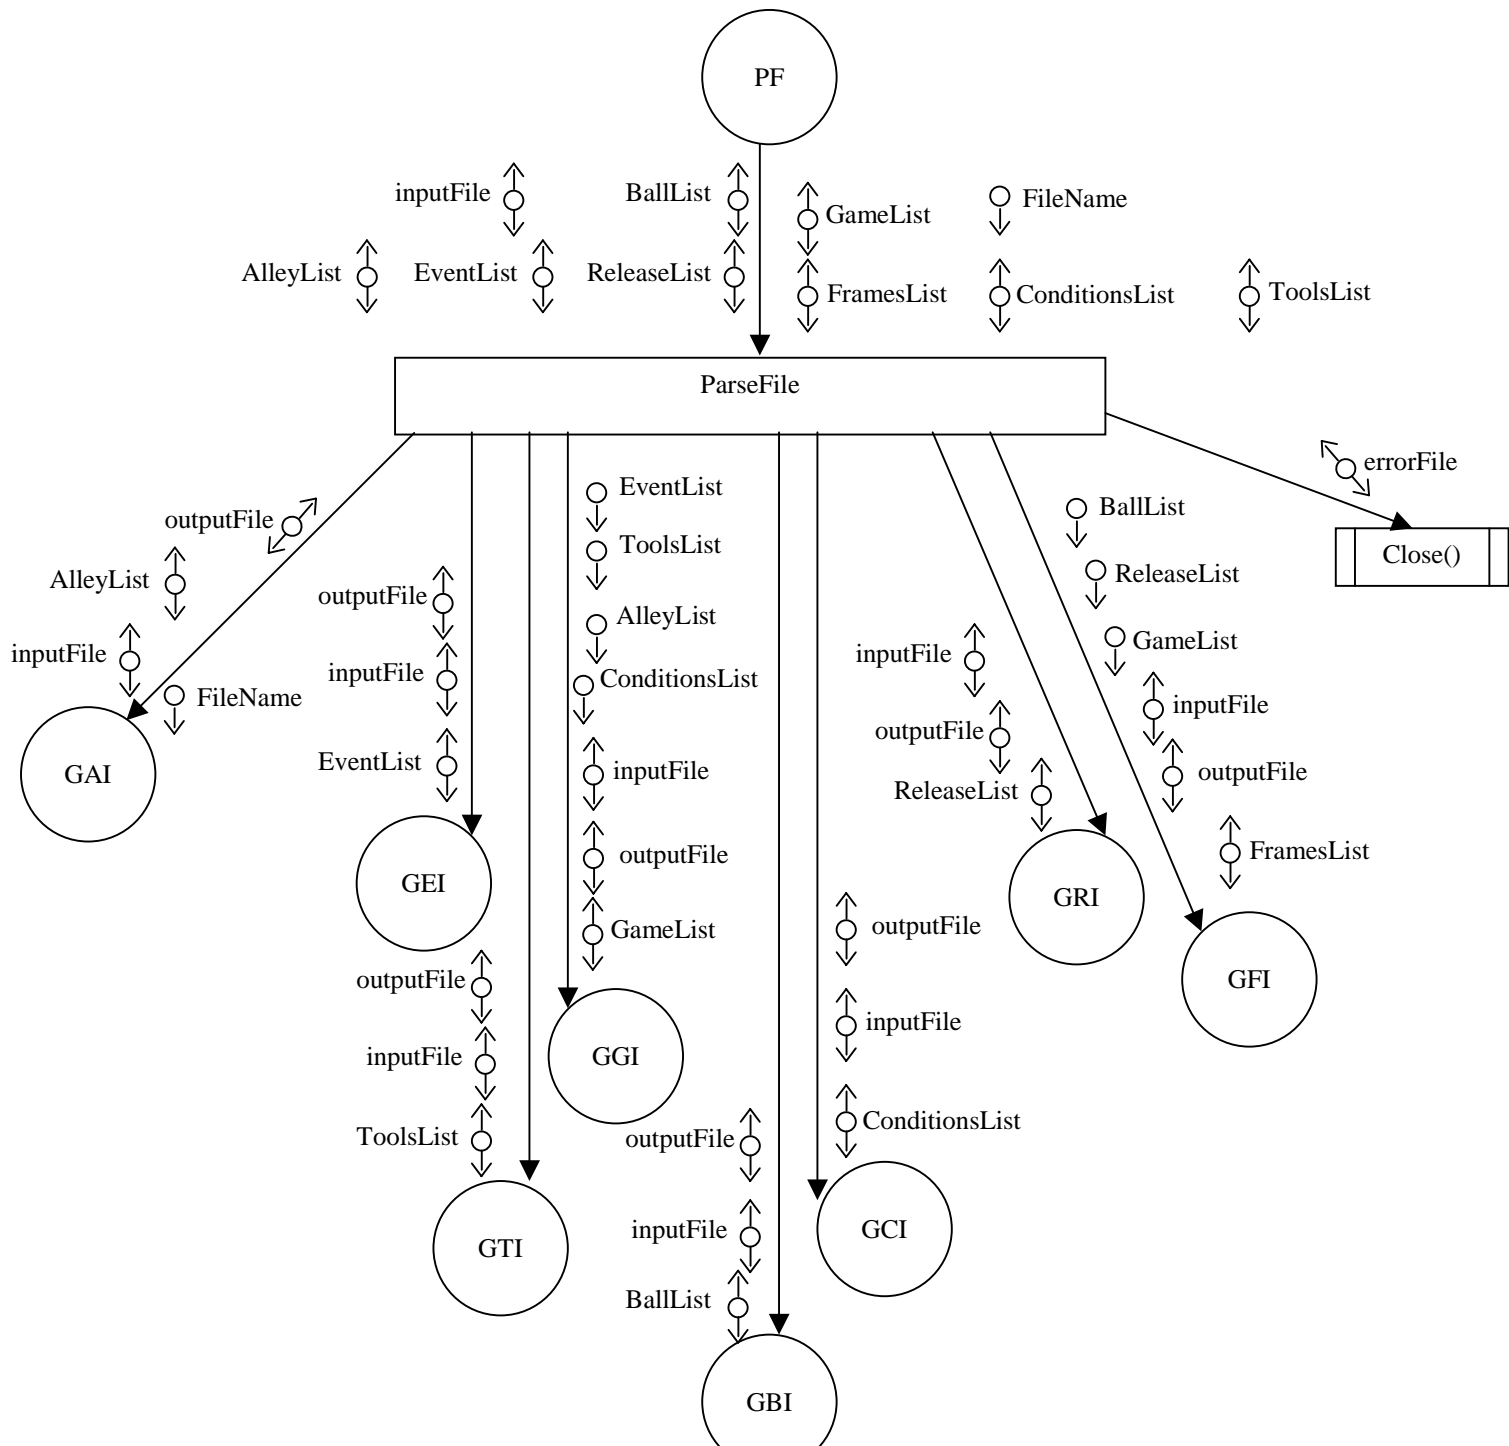 PF
inputFile
BallList
GameList
FileName
AlleyList
EventList
ReleaseList
FramesList
ConditionsList
ToolsList
ParseFile
errorFile
Close()
outputFile
AlleyList
inputFile
FileName
GAI
outputFile
inputFile
EventList
GEI
EventList
ToolsList
AlleyList
ConditionsList
inputFile
outputFile
GameList
GGI
outputFile
inputFile
ToolsList
GTI
outputFile
inputFile
BallList
GBI
outputFile
inputFile
ConditionsList
GCI
inputFile
outputFile
ReleaseList
GRI
BallList
ReleaseList
GameList
inputFile
outputFile
FramesList
GFI